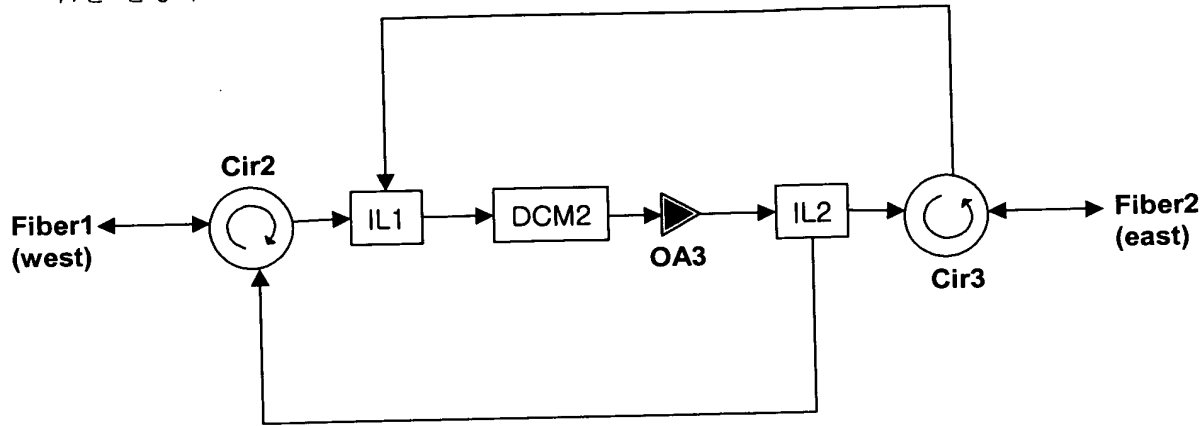 Cir2
Fiber1
(west)
IL1
DCM2
OA3
IL2
Cir3
Fiber2
(east)